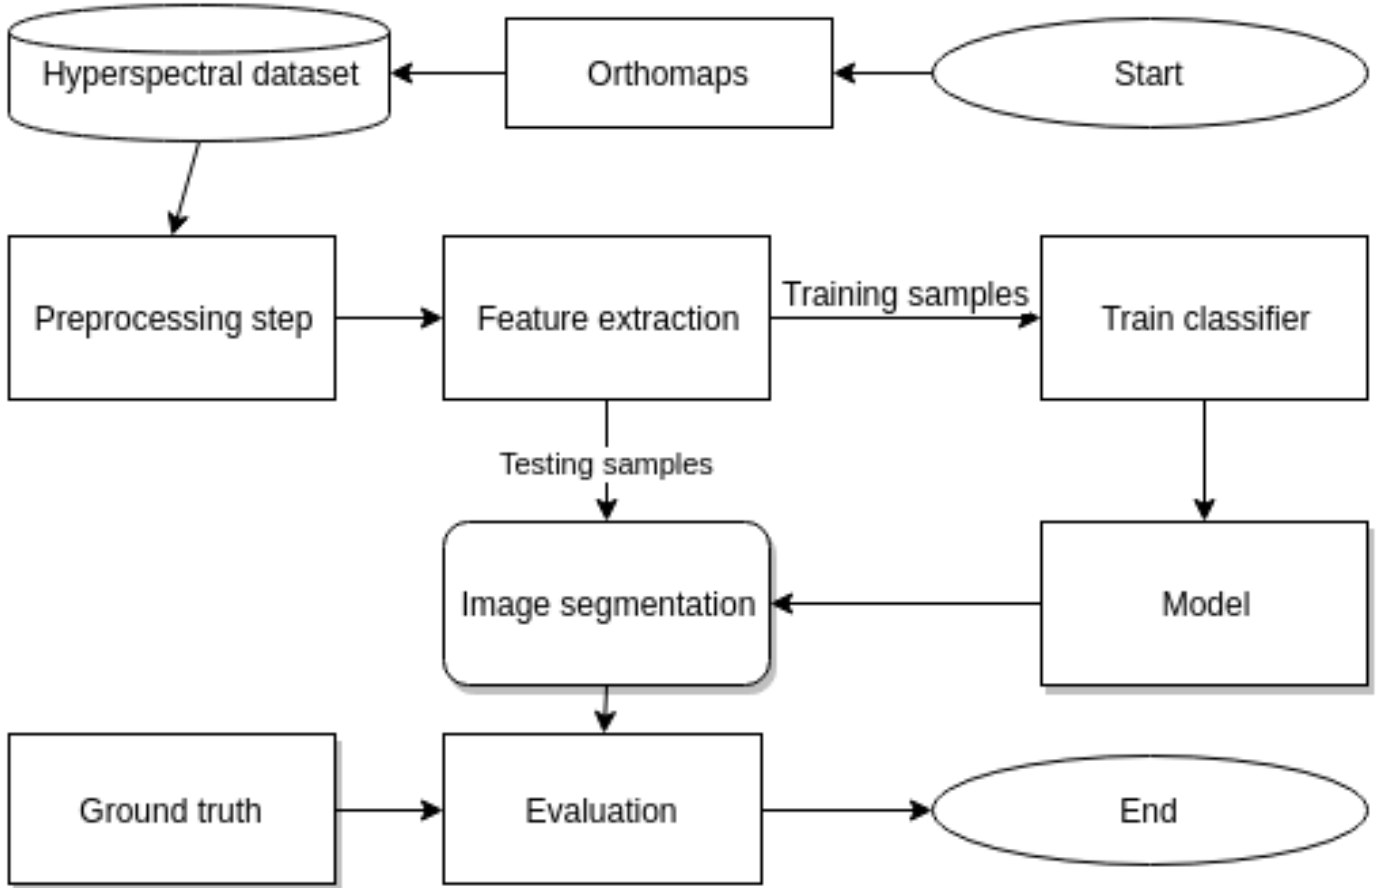 Hyperspectral dataset
Orthomaps
Start
Preprocessing step
Feature extraction
Training samples
Train classifier
Testing samples
Image segmentation
Model
Ground truth
Evaluation
End